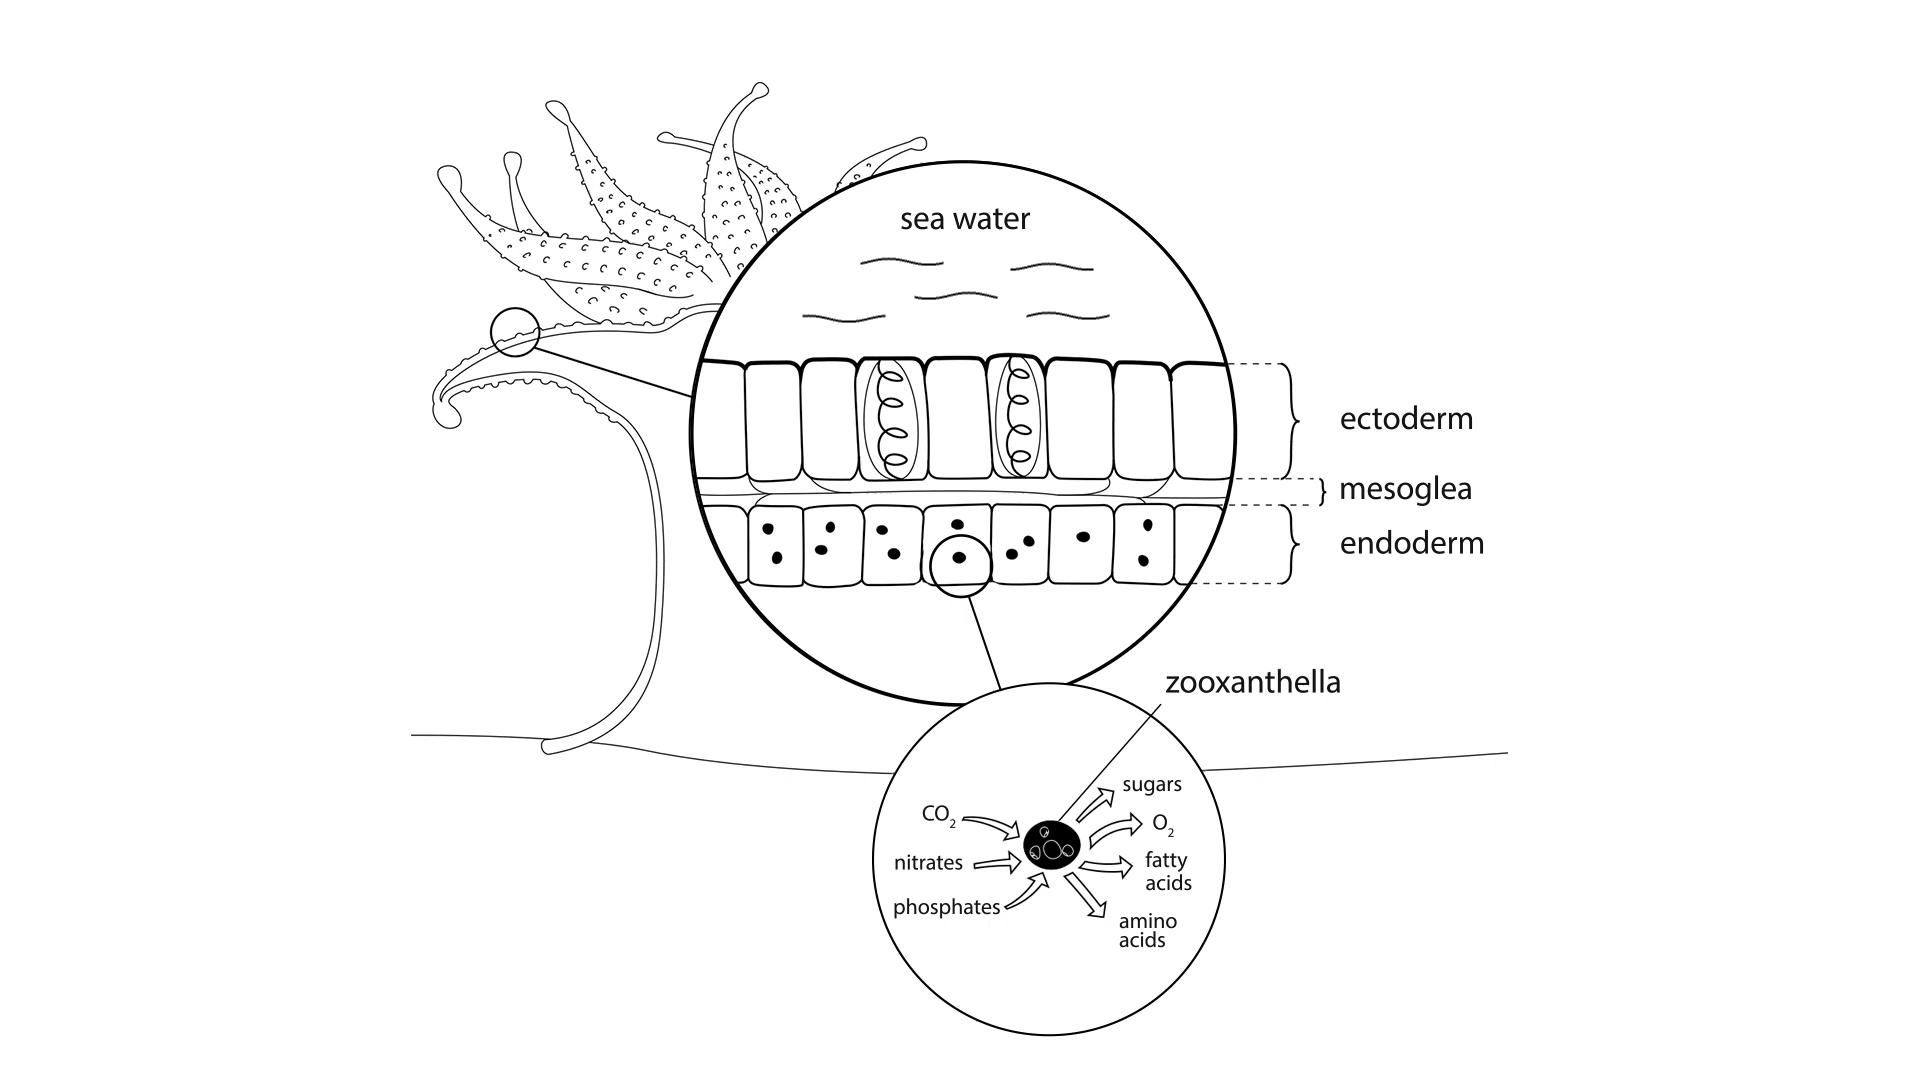 sea water
ectoderm
mesoglea
endoderm
zooxanthella
sugars
CO2
O2
nitrates
fatty
acids
phosphates
amino
acids